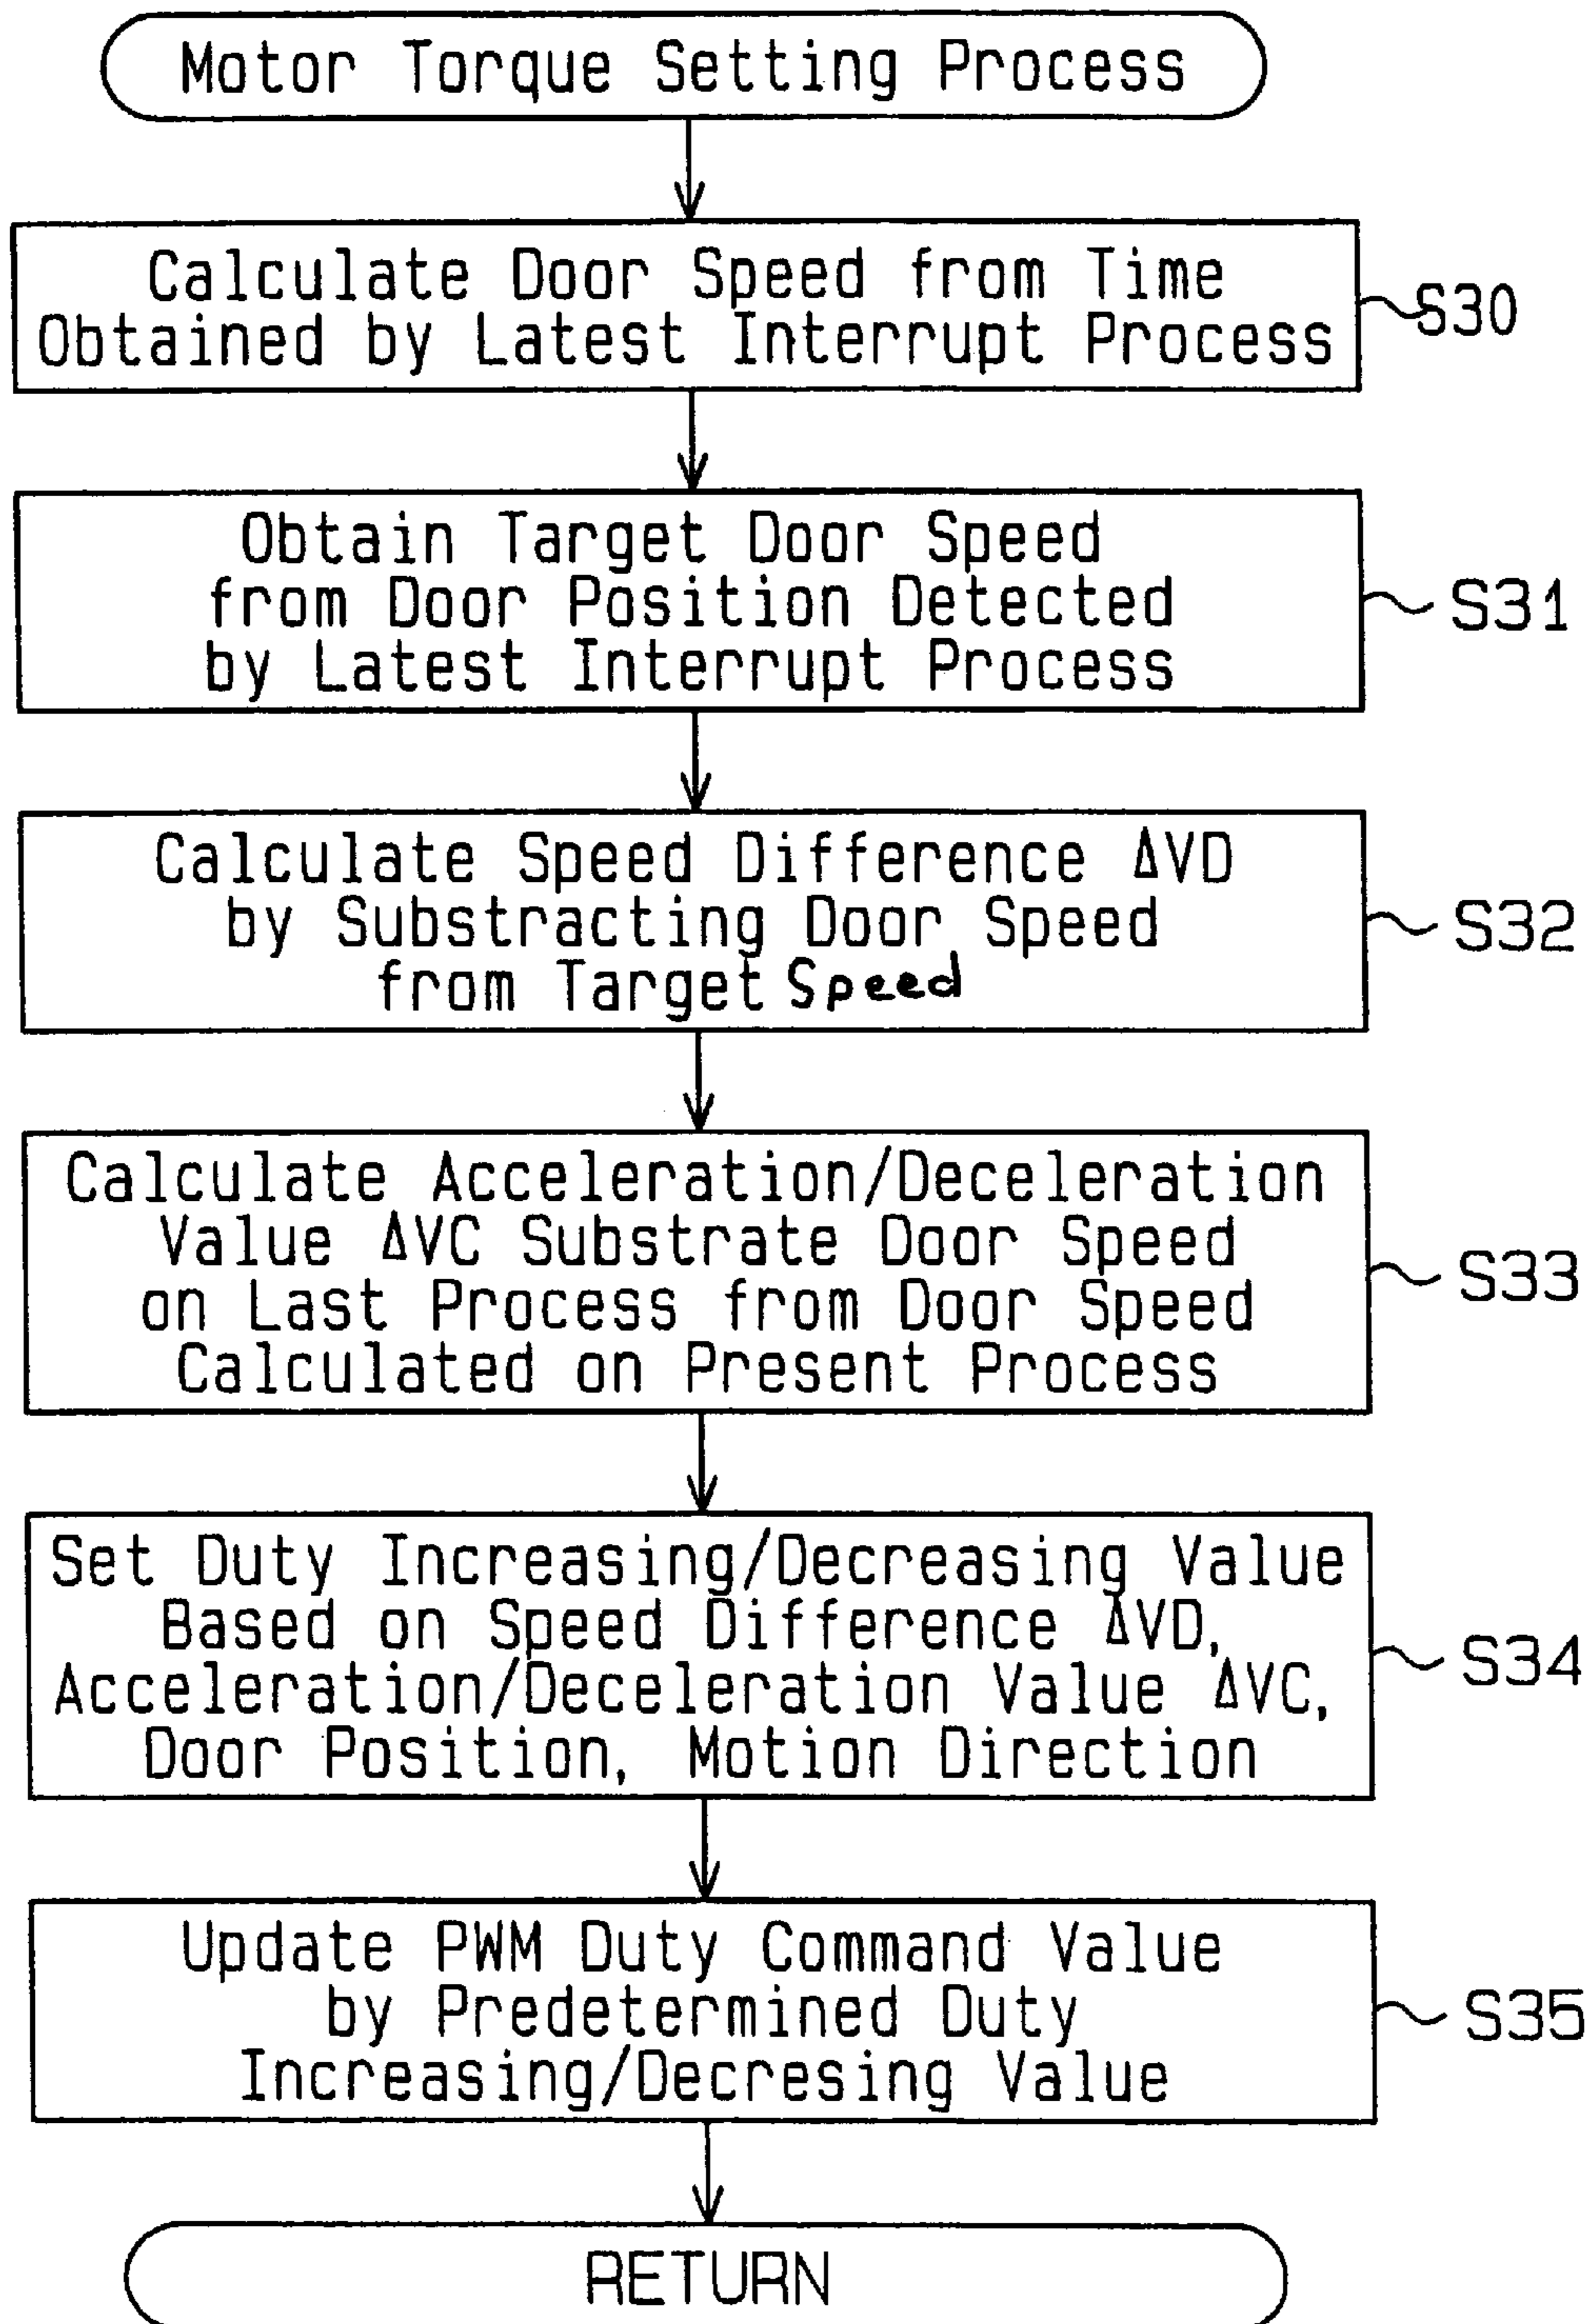 Motor Torque Setting Process
Calculate Door Speed from Time
Obtained by Latest Interrupt Process
S30
Obtain Target Door Speed
from Door Position Detected
by Latest Interrupt Process
S31
Calculate Speed Difference ΔVD
by Substracting Door Speed
from Target Speed
S32
Calculate Acceleration/Deceleration
Value ΔVC Substrate Door Speed
on Last Process from Door Speed
Calculated on Present Process
S33
Set Duty Increasing/Decreasing Value
Based on Speed Difference ΔVD,
Acceleration/Deceleration Value ΔVC,
Door Position, Motion Direction
S34
Update PWM Duty Command Value
by Predetermined Duty
Increasing/Decresing Value
S35
RETURN